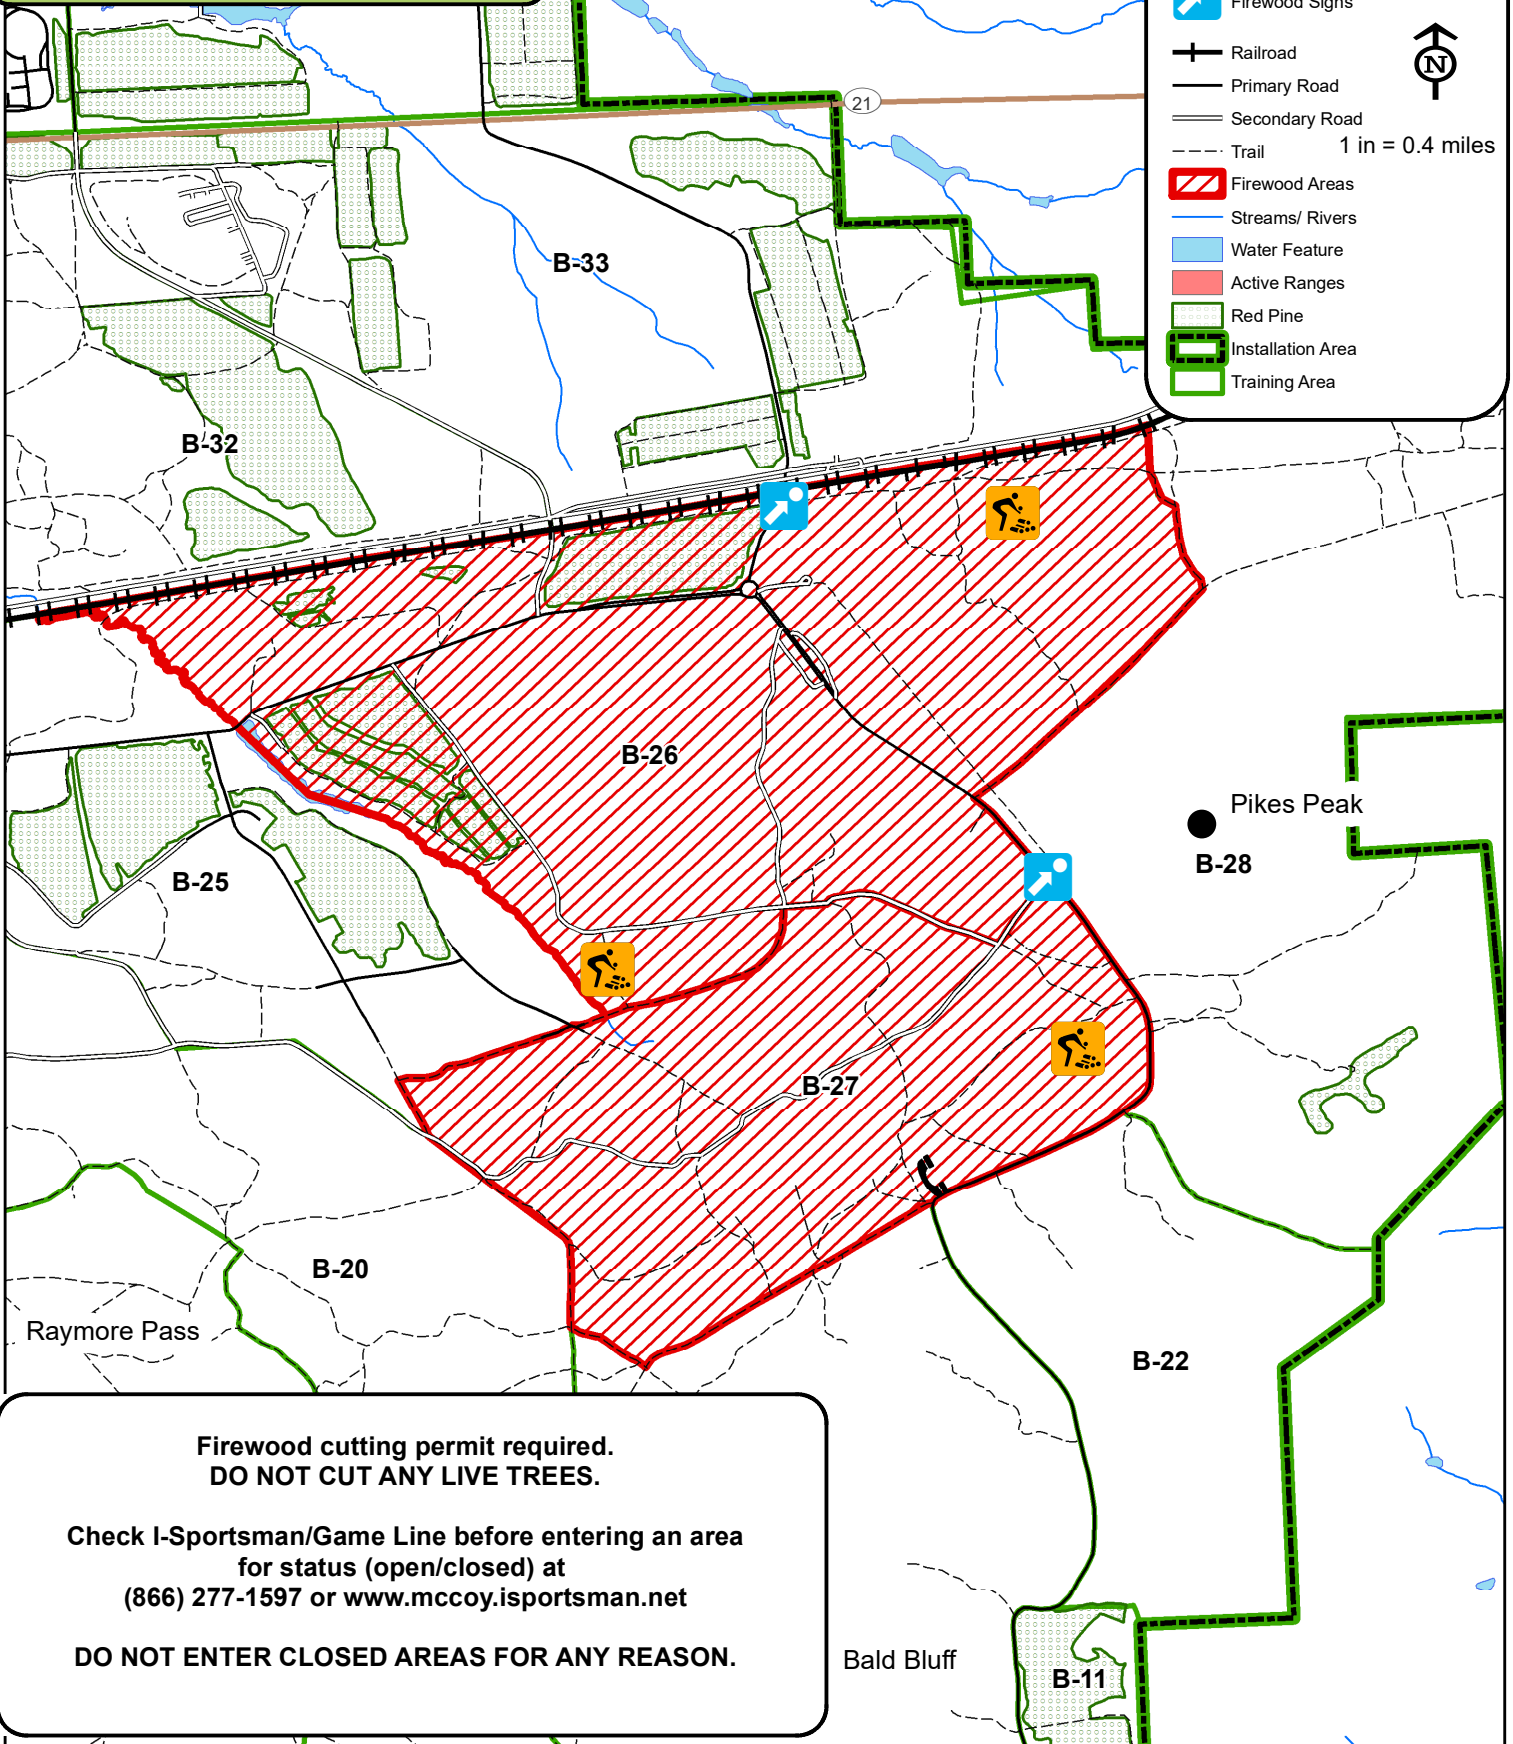 Firewood Signs
Railroad
Primary Road
Secondary Road
Trail
1 in = 0.4 miles
Firewood Areas
Streams/ Rivers
Water Feature
Active Ranges
Red Pine
Installation Area
Training Area
N
21
B-33
B-32
B-26
Pikes Peak
B-28
B-25
B-27
B-20
Raymore Pass
B-22
Firewood cutting permit required.
DO NOT CUT ANY LIVE TREES.
Check I-Sportsman/Game Line before entering an area
for status (open/closed) at
(866) 277-1597 or www.mccoy.isportsman.net
DO NOT ENTER CLOSED AREAS FOR ANY REASON.
Bald Bluff
B-11